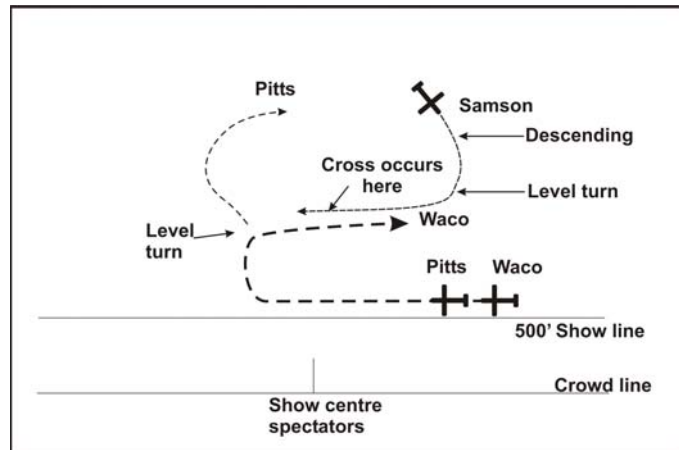 Pitts
Samson
Descending
Cross occurs
here
Level turn
Waco
Level
turn
Pitts
Waco
500' Show line
Crowd line
Show centre
spectators